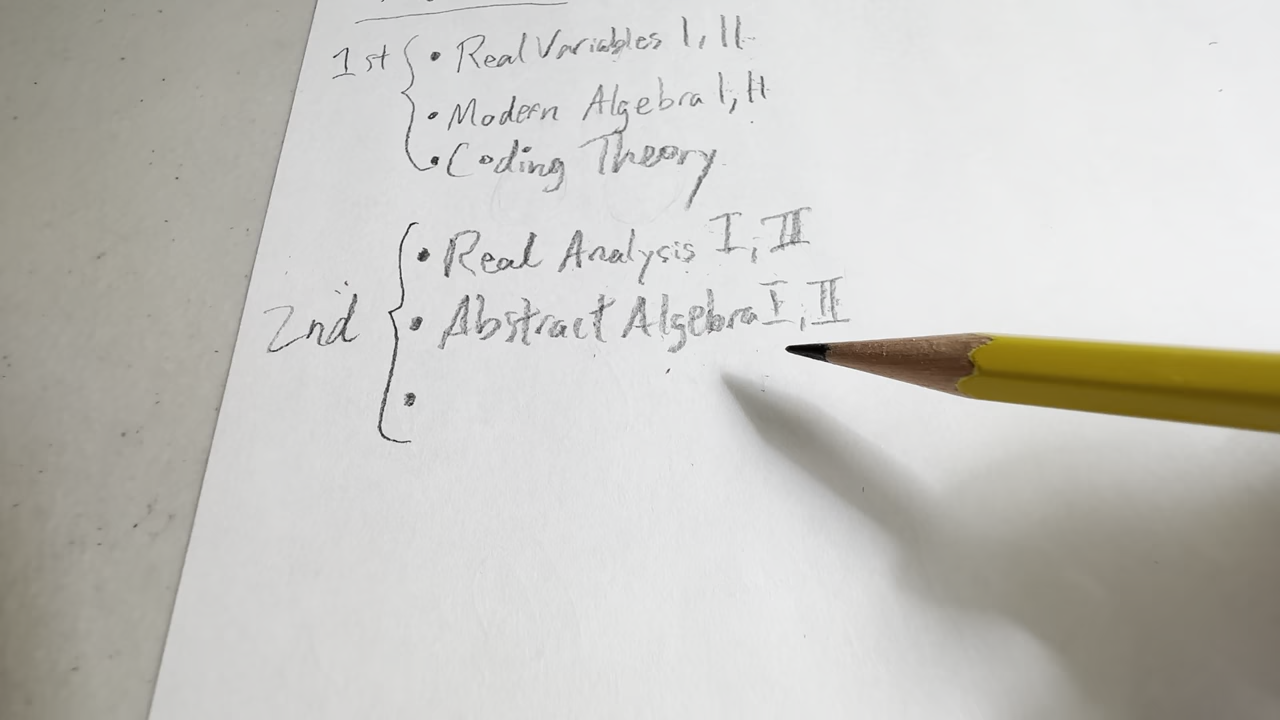 1st { • Real Variables I, II
• Modern Algebra I, II
• Coding Theory
2nd { • Real Analysis I, II
• Abstract Algebra I, II
•